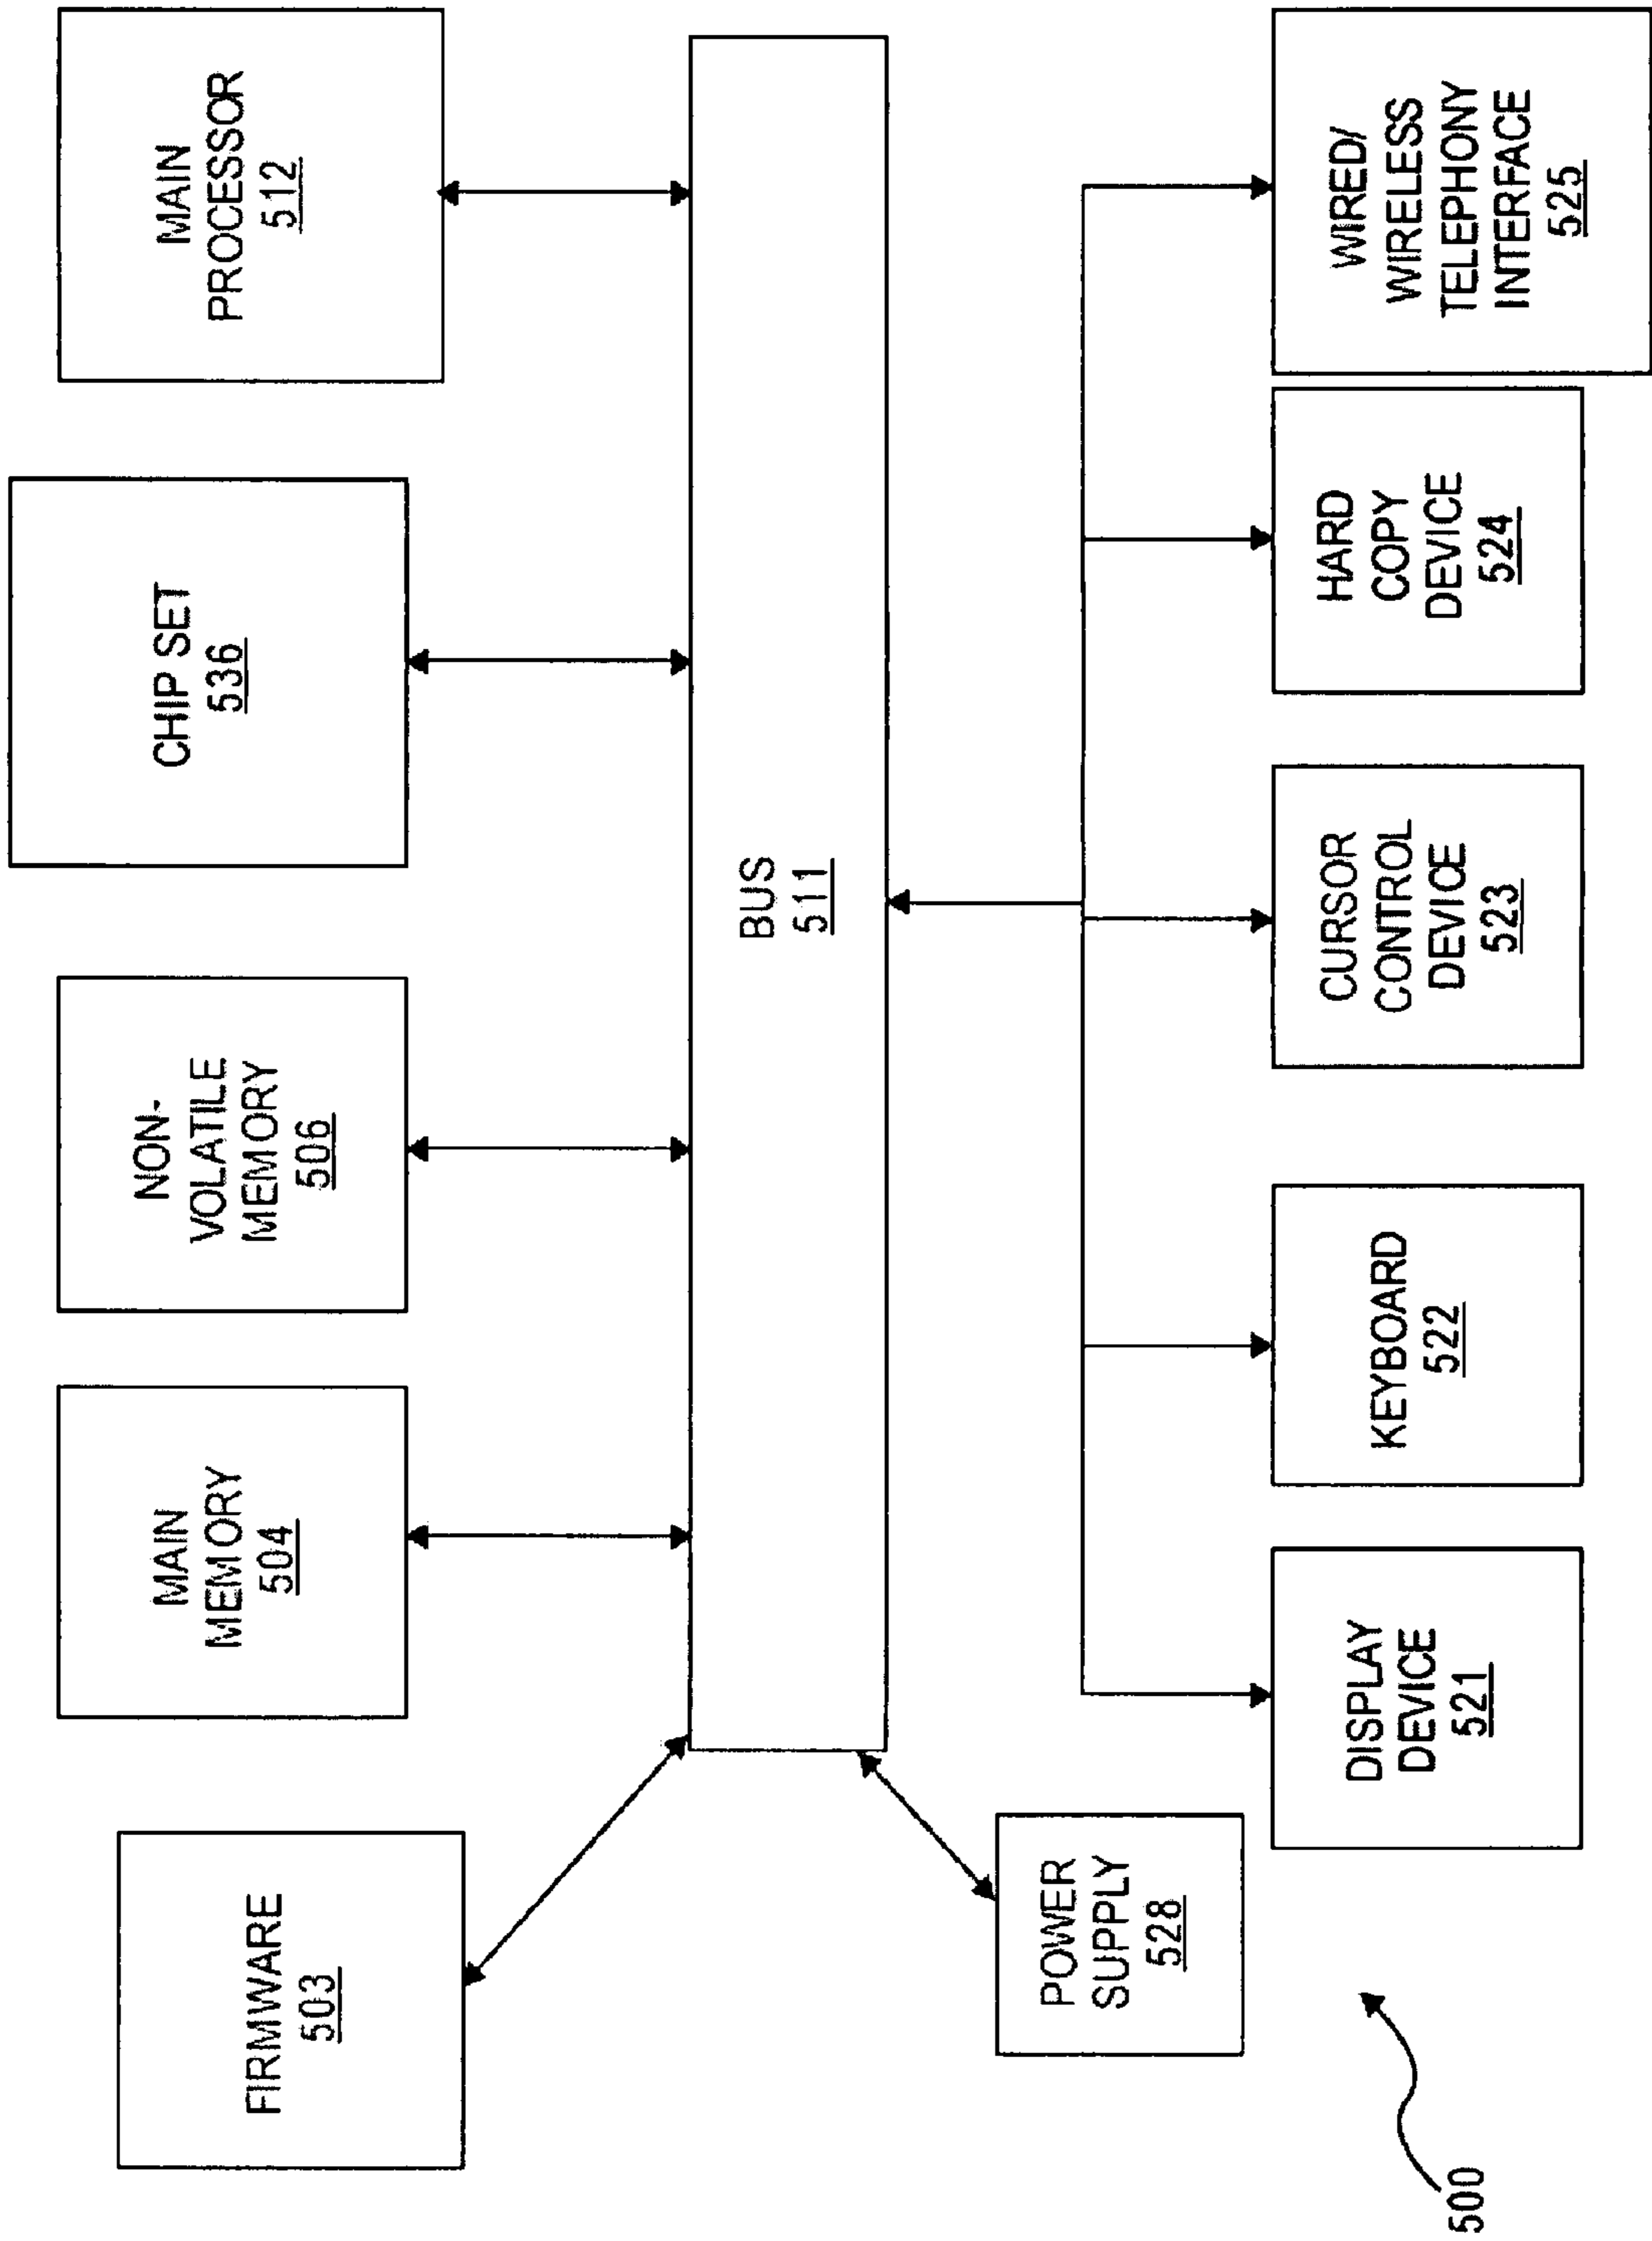 FIRMWARE
503
MAIN
MEMORY
504
NON-
VOLATILE
MEMORY
506
CHIP SET
536
MAIN
PROCESSOR
512
BUS
511
POWER
SUPPLY
528
DISPLAY
DEVICE
521
KEYBOARD
522
CURSOR
CONTROL
DEVICE
523
HARD
COPY
DEVICE
524
WIRED/
WIRELESS
TELEPHONY
INTERFACE
525
500